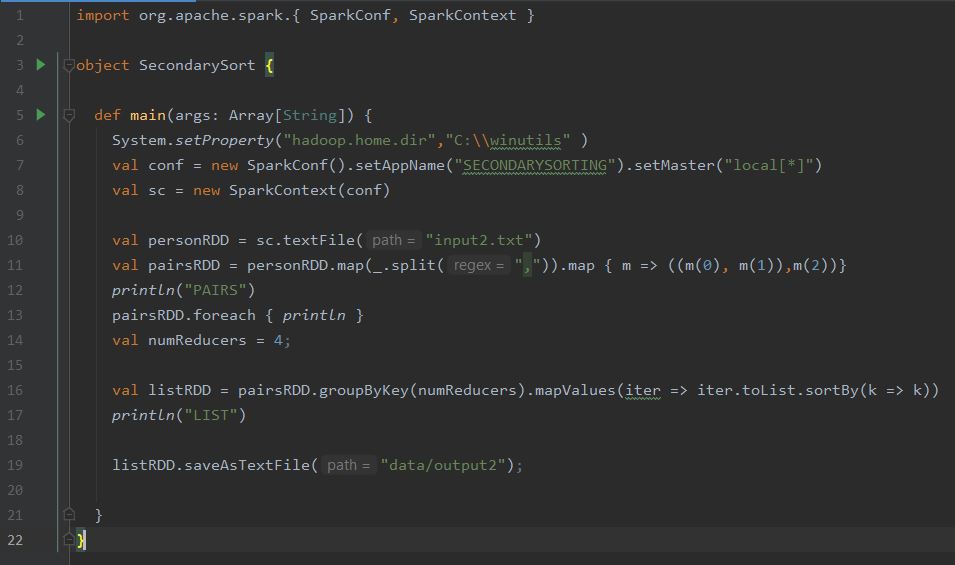 1 import org.apache.spark.{ SparkConf, SparkContext }
2
3 object SecondarySort {
4
5 def main(args: Array[String]) {
6 System.setProperty("hadoop.home.dir","C:\\winutils" )
7 val conf = new SparkConf().setAppName("SECONDARYSORTING").setMaster("local[*]")
8 val sc = new SparkContext(conf)
9
10 val personRDD = sc.textFile( path = "input2.txt")
11 val pairsRDD = personRDD.map(_.split( regex = ",")).map { m => ((m(0), m(1)),m(2))}
12 println("PAIRS")
13 pairsRDD.foreach { println }
14 val numReducers = 4;
15
16 val listRDD = pairsRDD.groupByKey(numReducers).mapValues(iter => iter.toList.sortBy(k => k))
17 println("LIST")
18
19 listRDD.saveAsTextFile( path = "data/output2");
20
21 }
22 }